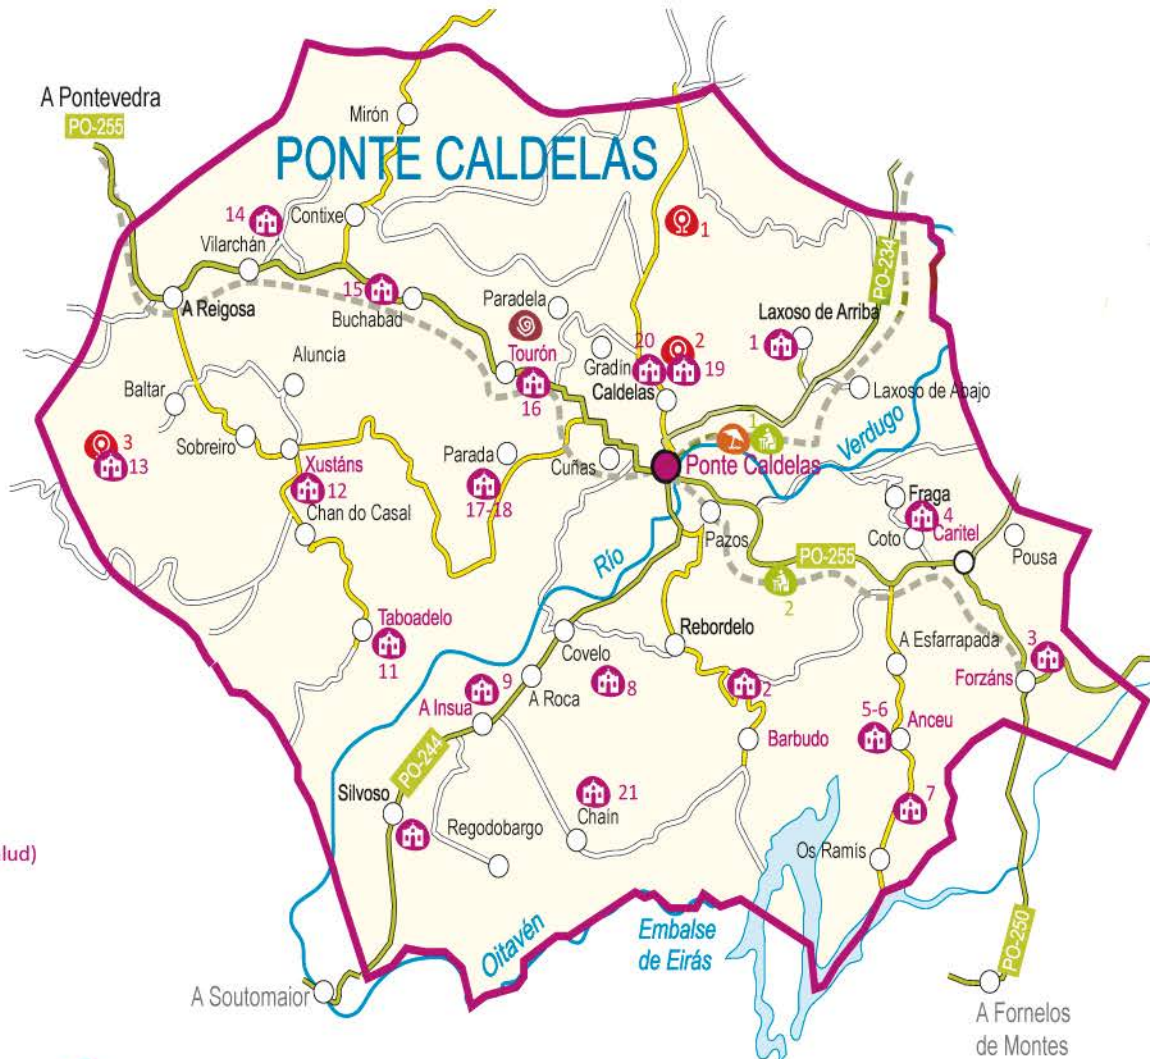 A Pontevedra
PO-255
Mirón
PONTE CALDELAS
14
Contixe
1
Vilarchán
PO-234
A Reigosa
15
Buchabad
Paradela
Laxoso de Arriba
1
Aluncia
Tourón
Gradín
20
2
19
Caldelas
Laxoso de Abajo
Baltar
16
Verdugo
Sobreiro
1
3
13
Xustáns
12
Parada
Cuñas
Ponte Caldelas
17-18
Chan do Casal
Fraga
4
Caritel
Coto
Pazos
Pousa
Río
PO-255
2
Taboadelo
11
Rebordelo
A Esfarrapada
3
Covelo
Forzáns
9
A Roca
8
2
A Insua
5-6
Anceu
Barbudo
PO-244
21
7
Silvoso
Chaín
Regodobargo
Os Ramís
lud)
Oitavén
Embalse
de Eirás
PO-250
A Soutomaior
A Fornelos
de Montes